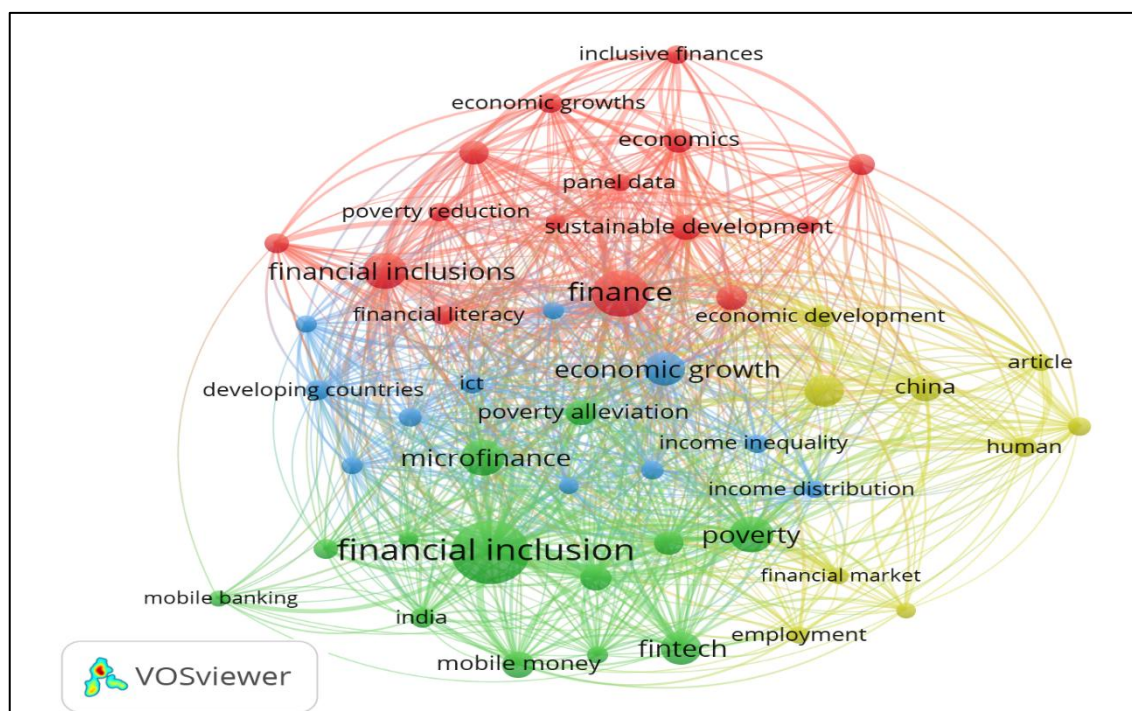 inclusive finances
economic growths
economics
panel data
poverty reduction
sustainable development
financial inclusions
finance
financial literacy
economic development
economic growth
article
developing countries
ict
china
poverty alleviation
income inequality
human
microfinance
income distribution
poverty
financial inclusion
financial market
mobile banking
india
employment
fintech
mobile money
VOSviewer